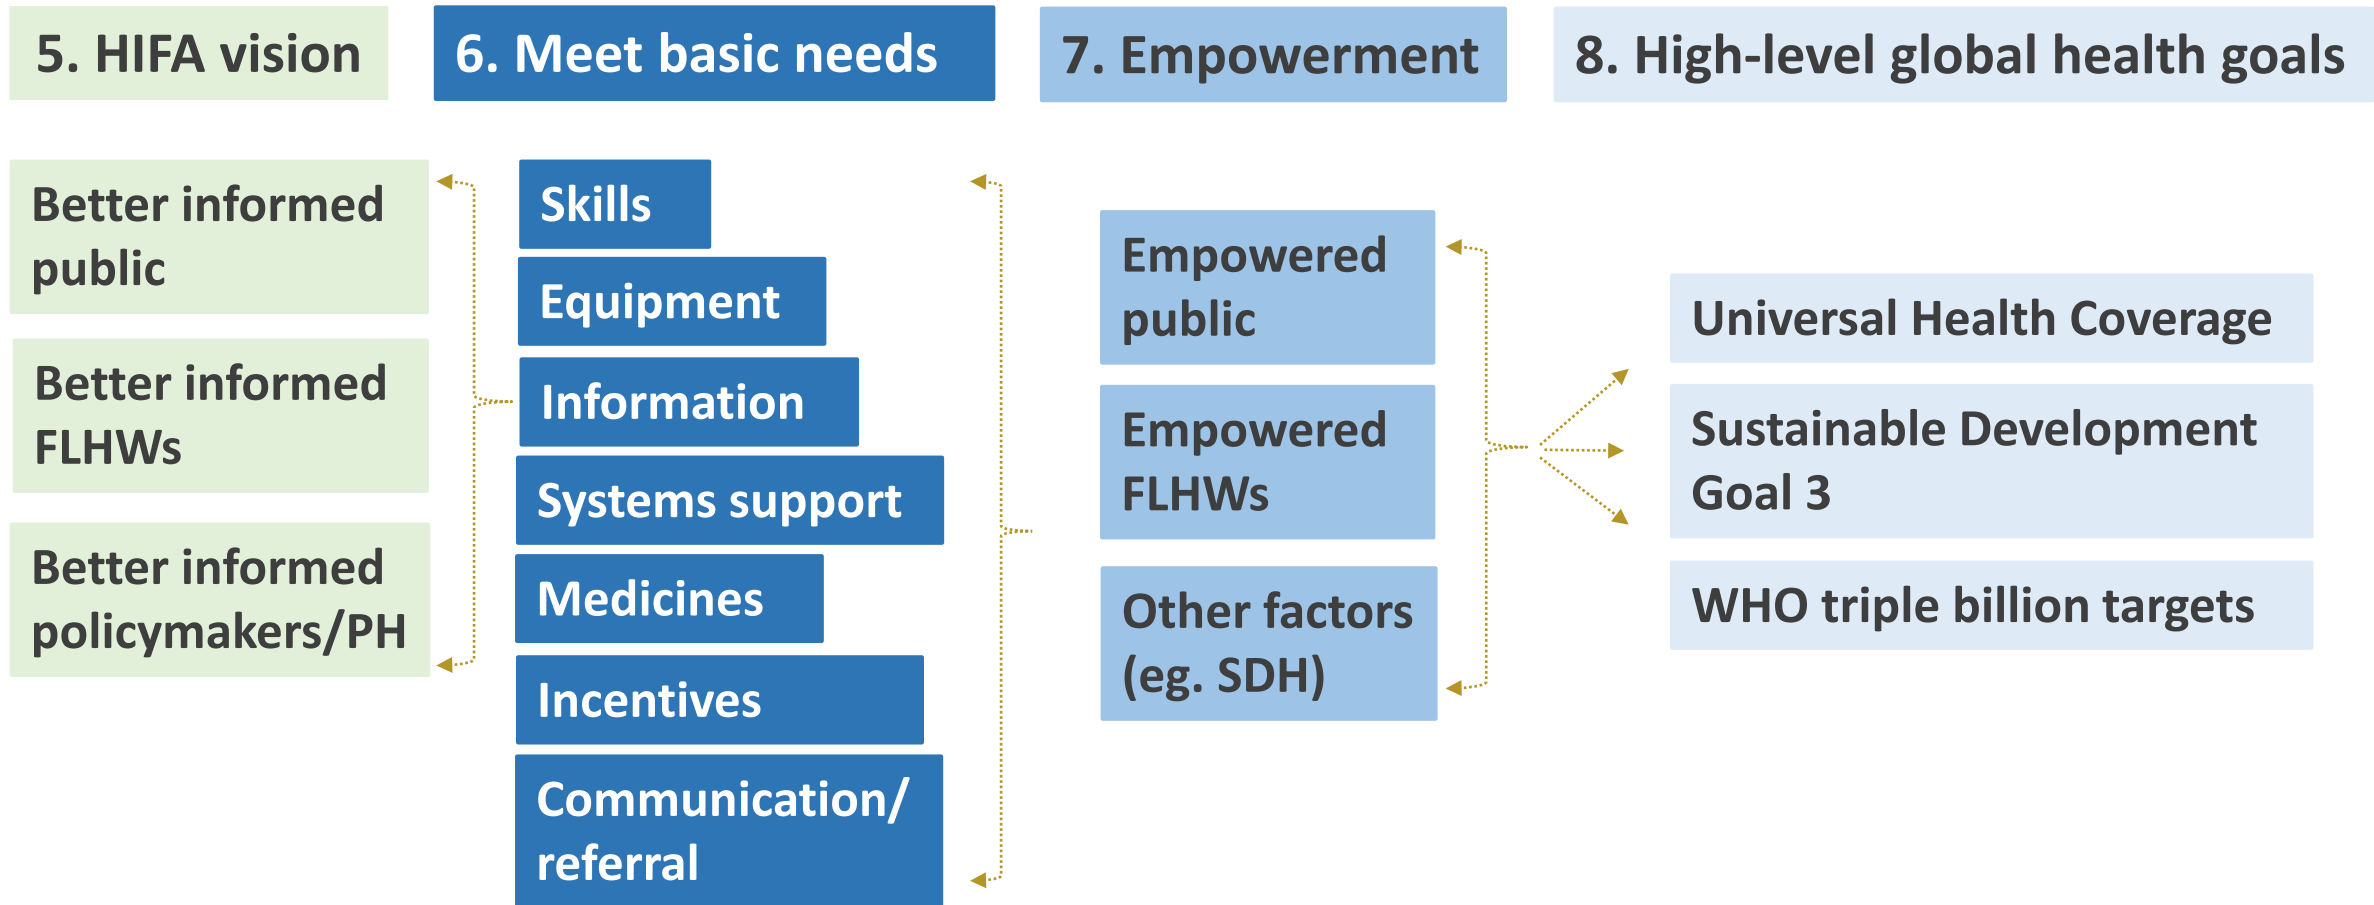 5. HIFA vision
6. Meet basic needs
7. Empowerment
8. High-level global health goals
Better informed
public
Better informed
FLHWs
Better informed
policymakers/PH
Skills
Equipment
Information
Systems support
Medicines
Incentives
Communication/
referral
Empowered
public
Empowered
FLHWs
Other factors
(eg. SDH)
Universal Health Coverage
Sustainable Development
Goal 3
WHO triple billion targets